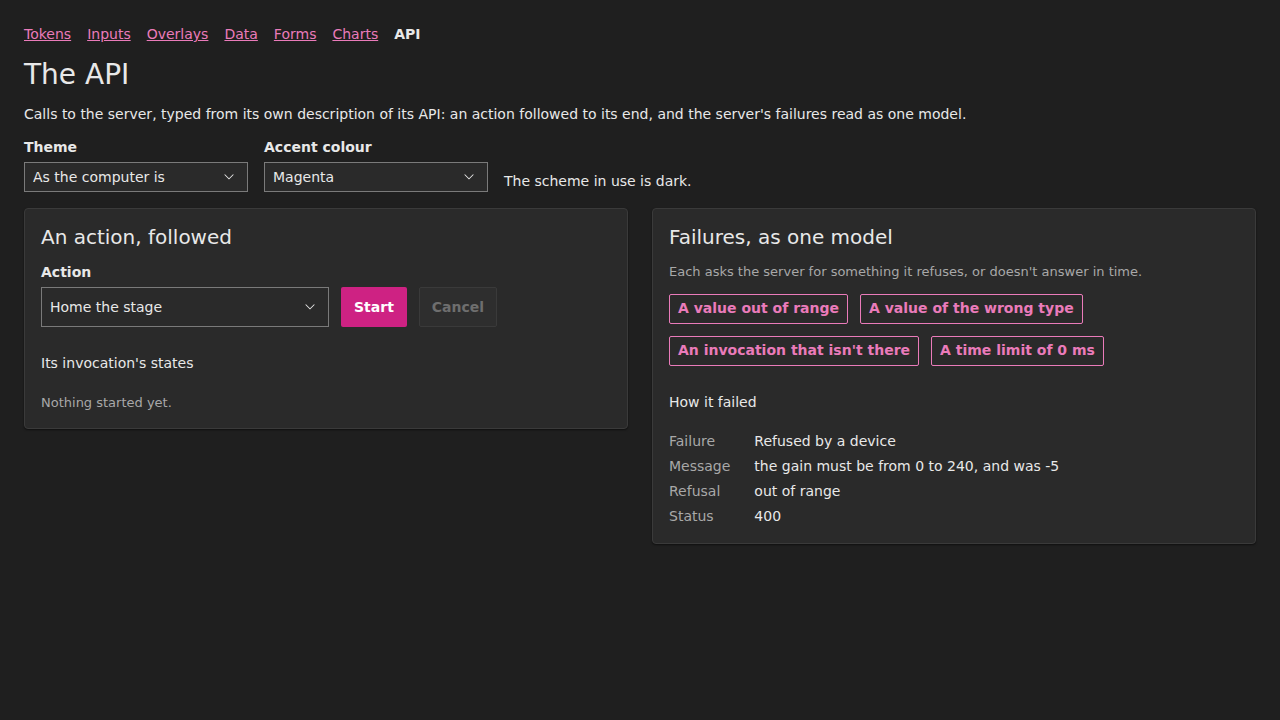 Tokens Inputs Overlays Data Forms Charts API
The API
Calls to the server, typed from its own description of its API: an action followed to its end, and the server's failures read as one model.
Theme
As the computer is
Accent colour
Magenta
The scheme in use is dark.
An action, followed
Action
Home the stage
Start
Cancel
Its invocation's states
Nothing started yet.
Failures, as one model
Each asks the server for something it refuses, or doesn't answer in time.
A value out of range
A value of the wrong type
An invocation that isn't there
A time limit of 0 ms
How it failed
Failure Refused by a device
Message the gain must be from 0 to 240, and was -5
Refusal out of range
Status 400